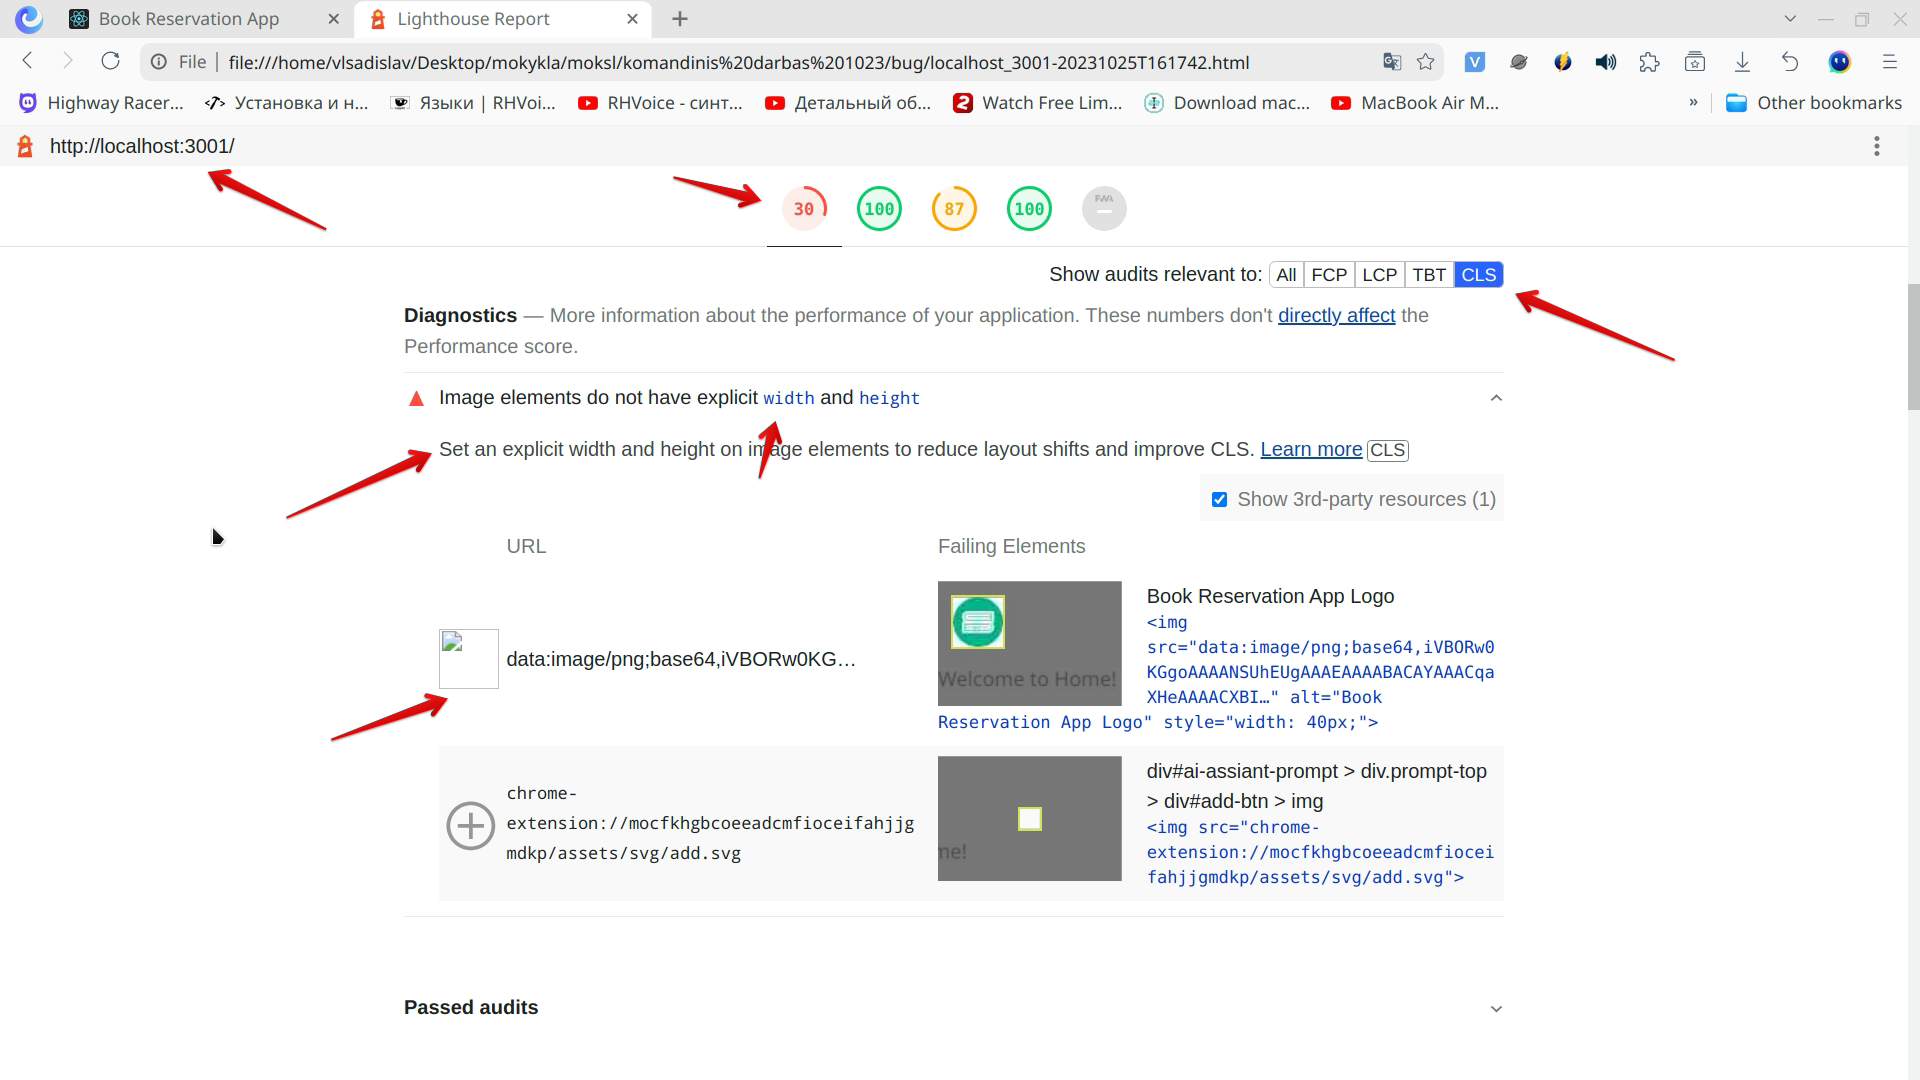 Book Reservation App
Lighthouse Report
File
file:///home/vlsadislav/Desktop/mokykla/moksl/komandinis%20darbas%201023/bug/localhost_3001-20231025T161742.html
Highway Racer...
Установка и н...
Языки | RHVoi...
RHVoice - синт...
Детальный об...
Watch Free Lim...
Download mac...
MacBook Air M...
»
Other bookmarks
http://localhost:3001/
30
100
87
100
PWA
Show audits relevant to: All FCP LCP TBT CLS
Diagnostics — More information about the performance of your application. These numbers don't directly affect the
Performance score.
Image elements do not have explicit width and height
Set an explicit width and height on image elements to reduce layout shifts and improve CLS. Learn more CLS
Show 3rd-party resources (1)
URL
Failing Elements
data:image/png;base64,iVBORw0KG…
Welcome to Home!
Book Reservation App Logo
<img
src="data:image/png;base64,iVBORw0
KGgoAAAANSUhEUgAAAEAAAABACAYAAACqa
XHeAAAACXBI…" alt="Book
Reservation App Logo" style="width: 40px;">
chrome-
extension://mocfkhgbcoeeadcmfioceifahjjg
mdkp/assets/svg/add.svg
me!
div#ai-assiant-prompt > div.prompt-top
> div#add-btn > img
<img src="chrome-
extension://mocfkhgbcoeeadcmfiocei
fahjjgmdkp/assets/svg/add.svg">
Passed audits